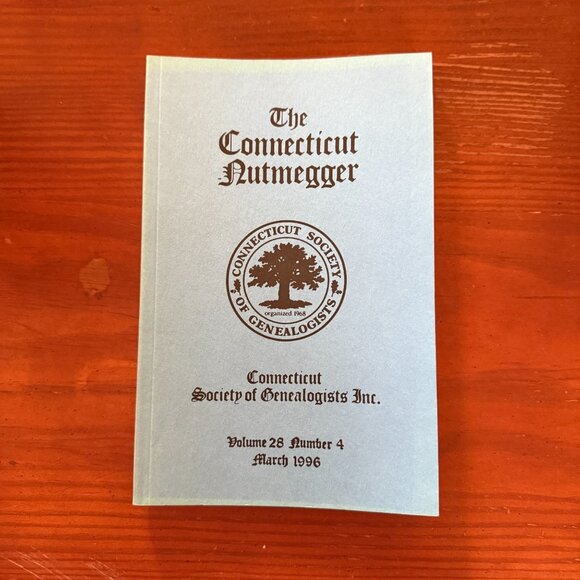 The
Connecticut
Nutmegger
CONNECTICUT SOCIETY
OF GENEALOGISTS
organized 1968
Connecticut
Society of Genealogists Inc.
Volume 28 Number 4
March 1996